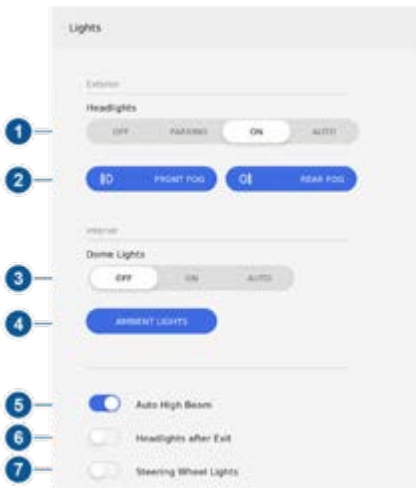 Lights
Exterior
Headlights
1 OFF PARKING ON AUTO
2 FRONT FOG REAR FOG
Interior
Dome Lights
3 OFF ON AUTO
4 AMBIENT LIGHTS
5 Auto High Beam
6 Headlights after Exit
7 Steering Wheel Lights